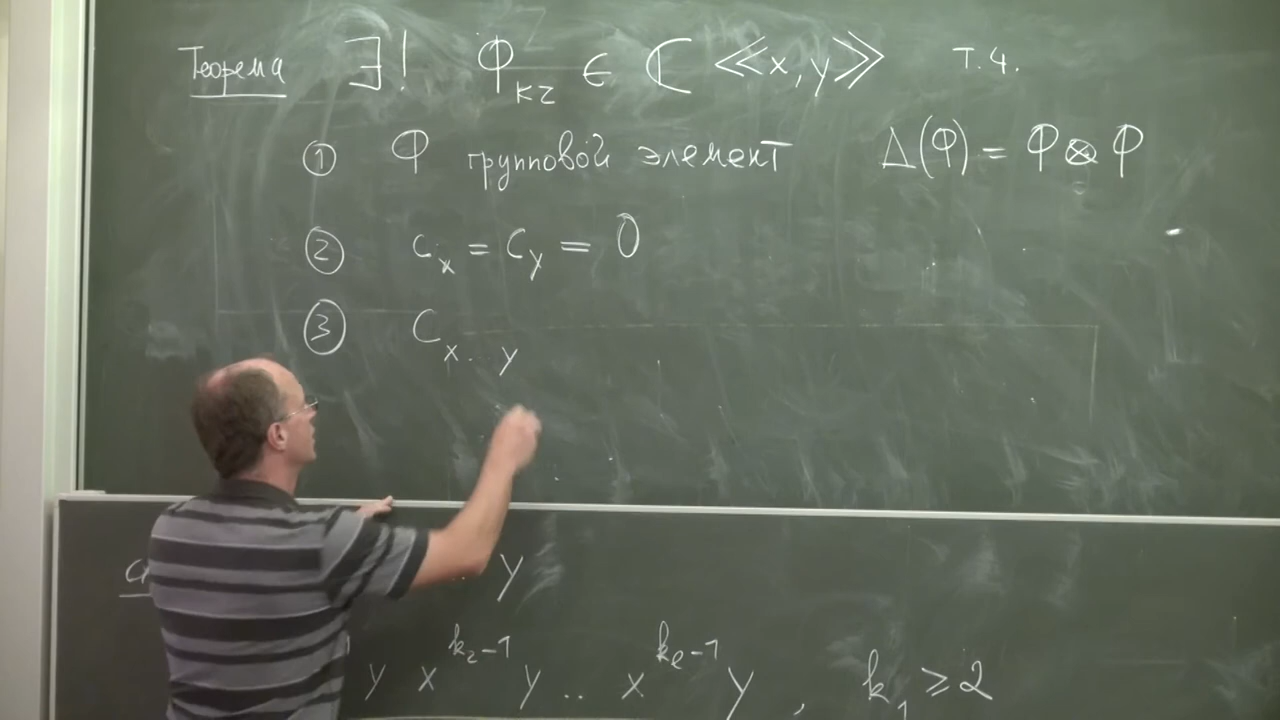 Теорема ∃! Φ_KZ ∈ ℂ ≪x,y≫ т.ч.
① Φ групповой элемент Δ(Φ) = Φ ⊗ Φ
② c_x = c_y = 0
③ c_x..y
y
y x^{k_2-1} y .. x^{k_ℓ-1} y , k_1 ⩾ 2